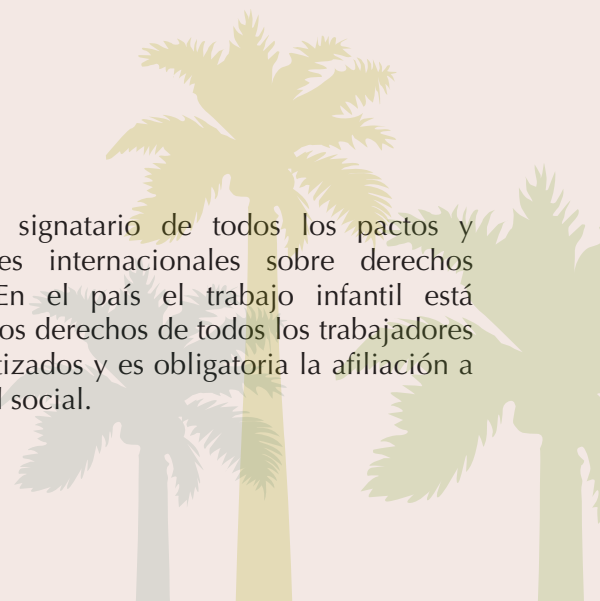 signatario de todos los pactos y
es internacionales sobre derechos
En el país el trabajo infantil está
os derechos de todos los trabajadores
tizados y es obligatoria la afiliación a
l social.